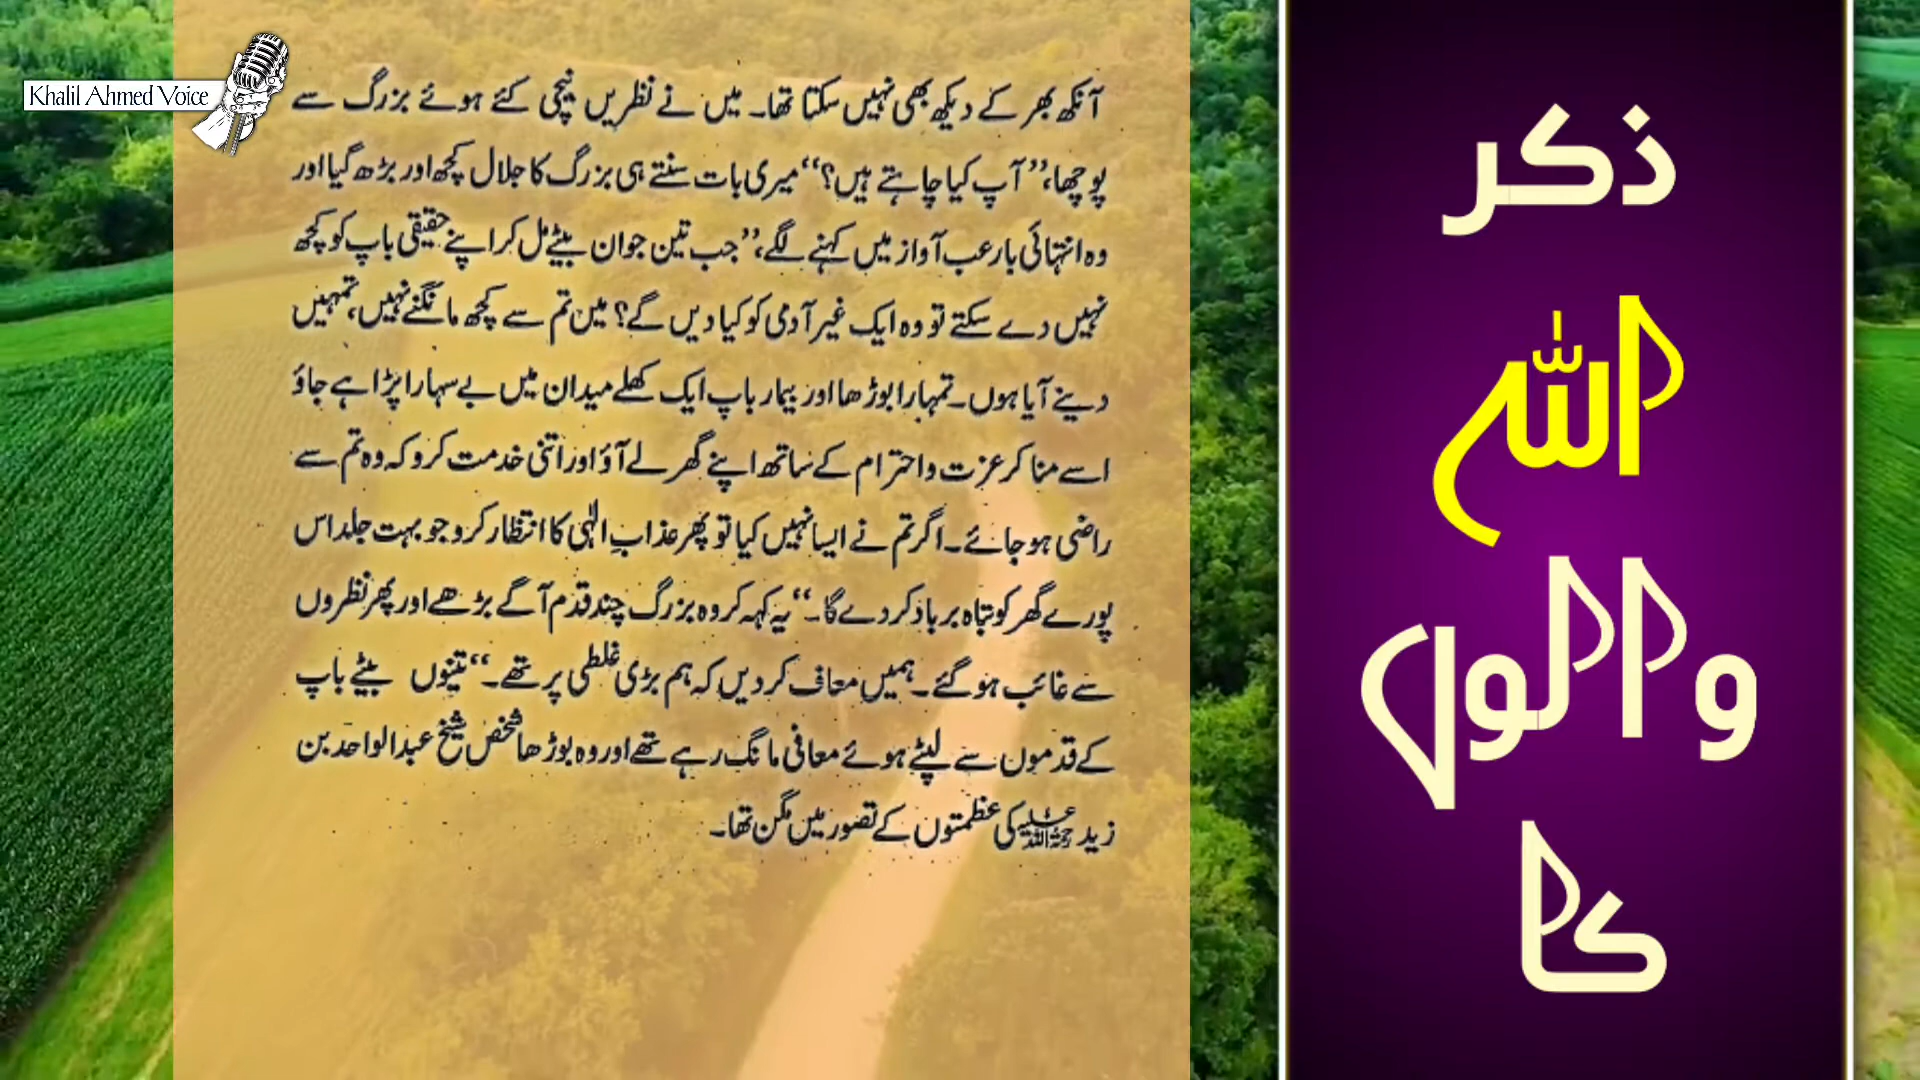 Khalil Ahmed Voice
آنکھ بھر کے دیکھ بھی نہیں سکتا تھا۔ میں نے نظریں نیچی کئے ہوئے بزرگ سے
پوچھا، ’’آپ کیا چاہتے ہیں؟‘‘ میری بات سنتے ہی بزرگ کا جلال کچھ اور بڑھ گیا اور
وہ انتہائی بارعب آواز میں کہنے لگے، ’’جب تین جوان بیٹے مل کر اپنے حقیقی باپ کو کچھ
نہیں دے سکتے تو وہ ایک غیر آدمی کو کیا دیں گے؟ میں تم سے کچھ مانگنے نہیں، تمہیں
دینے آیا ہوں۔ تمہارا بوڑھا اور بیمار باپ ایک کھلے میدان میں بے سہارا پڑا ہے جاؤ
اسے منا کر عزت و احترام کے ساتھ اپنے گھر لے آؤ اور اتنی خدمت کرو کہ وہ تم سے
راضی ہو جائے۔ اگر تم نے ایسا نہیں کیا تو پھر عذابِ الٰہی کا انتظار کرو جو بہت جلد اس
پورے گھر کو تباہ برباد کر دے گا۔‘‘ یہ کہہ کر وہ بزرگ چند قدم آگے بڑھے اور پھر نظروں
سے غائب ہو گئے۔ ہمیں معاف کر دیں کہ ہم بڑی غلطی پر تھے۔‘‘ تینوں بیٹے باپ
کے قدموں سے لپٹے ہوئے معافی مانگ رہے تھے اور وہ بوڑھا شخص شیخ عبدالواحد بن
زید رحمۃ اللہ علیہ کی عظمتوں کے تصور میں مگن تھا۔
ذکر
اللہ
والوں
کا